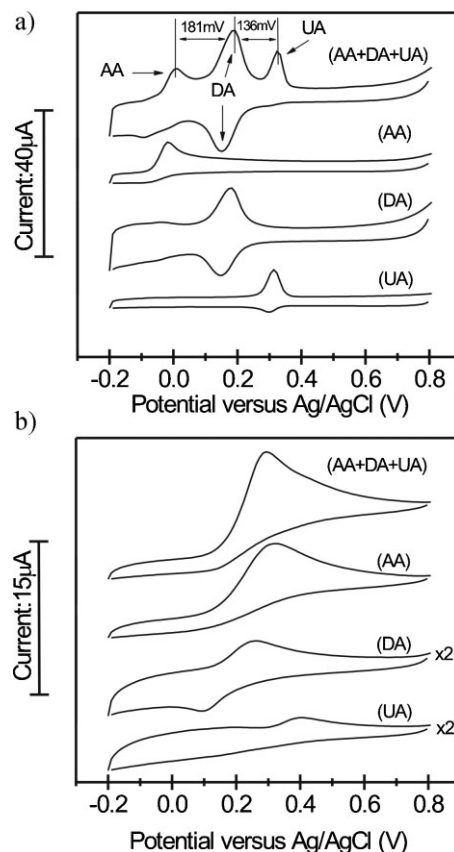 a)
181mV 136mV
UA
AA
DA
(AA+DA+UA)
(AA)
(DA)
(UA)
Current:40µA
-0.2 0.0 0.2 0.4 0.6 0.8
Potential versus Ag/AgCl (V)
b)
(AA+DA+UA)
(AA)
(DA)
x2
(UA)
x2
Current:15µA
-0.2 0.0 0.2 0.4 0.6 0.8
Potential versus Ag/AgCl (V)